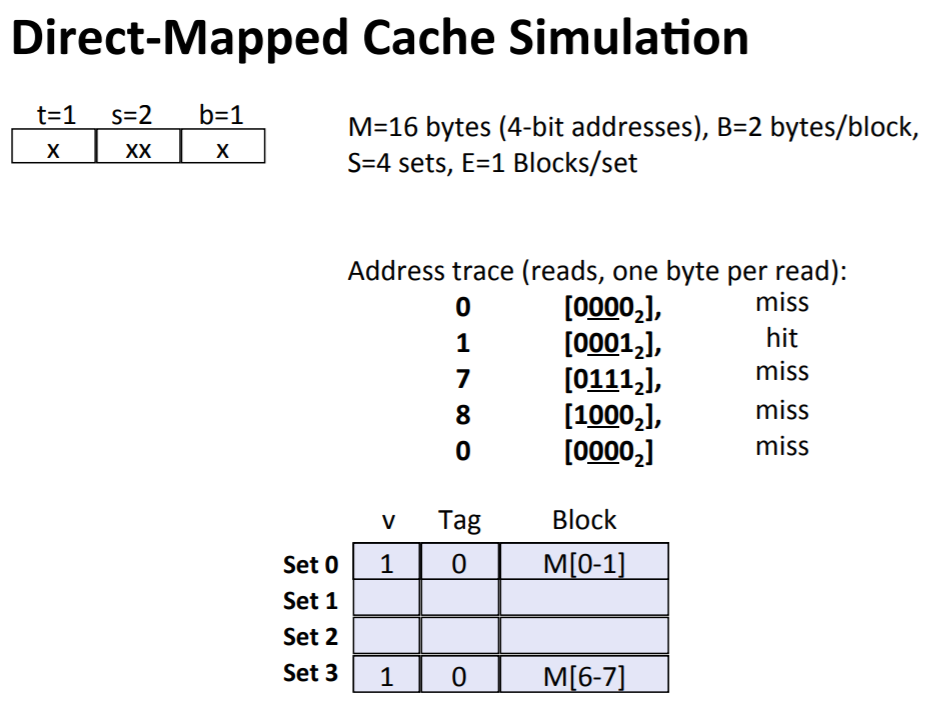 Direct-Mapped Cache Simulation
t=1 s=2 b=1
x xx x
M=16 bytes (4-bit addresses), B=2 bytes/block,
S=4 sets, E=1 Blocks/set
Address trace (reads, one byte per read):
0 [0000₂], miss
1 [0001₂], hit
7 [0111₂], miss
8 [1000₂], miss
0 [0000₂] miss
v Tag Block
Set 0 1 0 M[0-1]
Set 1
Set 2
Set 3 1 0 M[6-7]